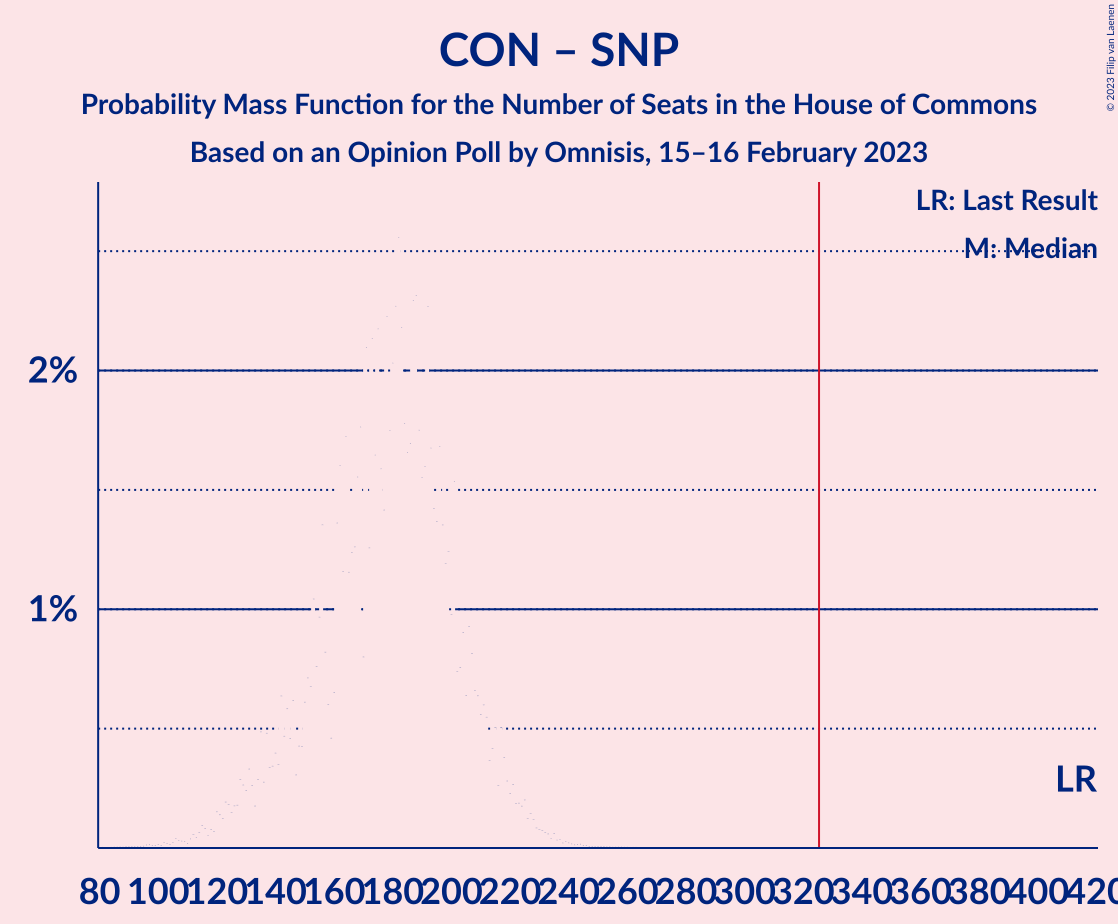 CON – SNP
Probability Mass Function for the Number of Seats in the House of Commons
Based on an Opinion Poll by Omnisis, 15–16 February 2023
© 2023 Filip van Laenen
LR: Last Result
M: Median
2%
1%
LR
80 100 120 140 160 180 200 220 240 260 280 300 320 340 360 380 400 420